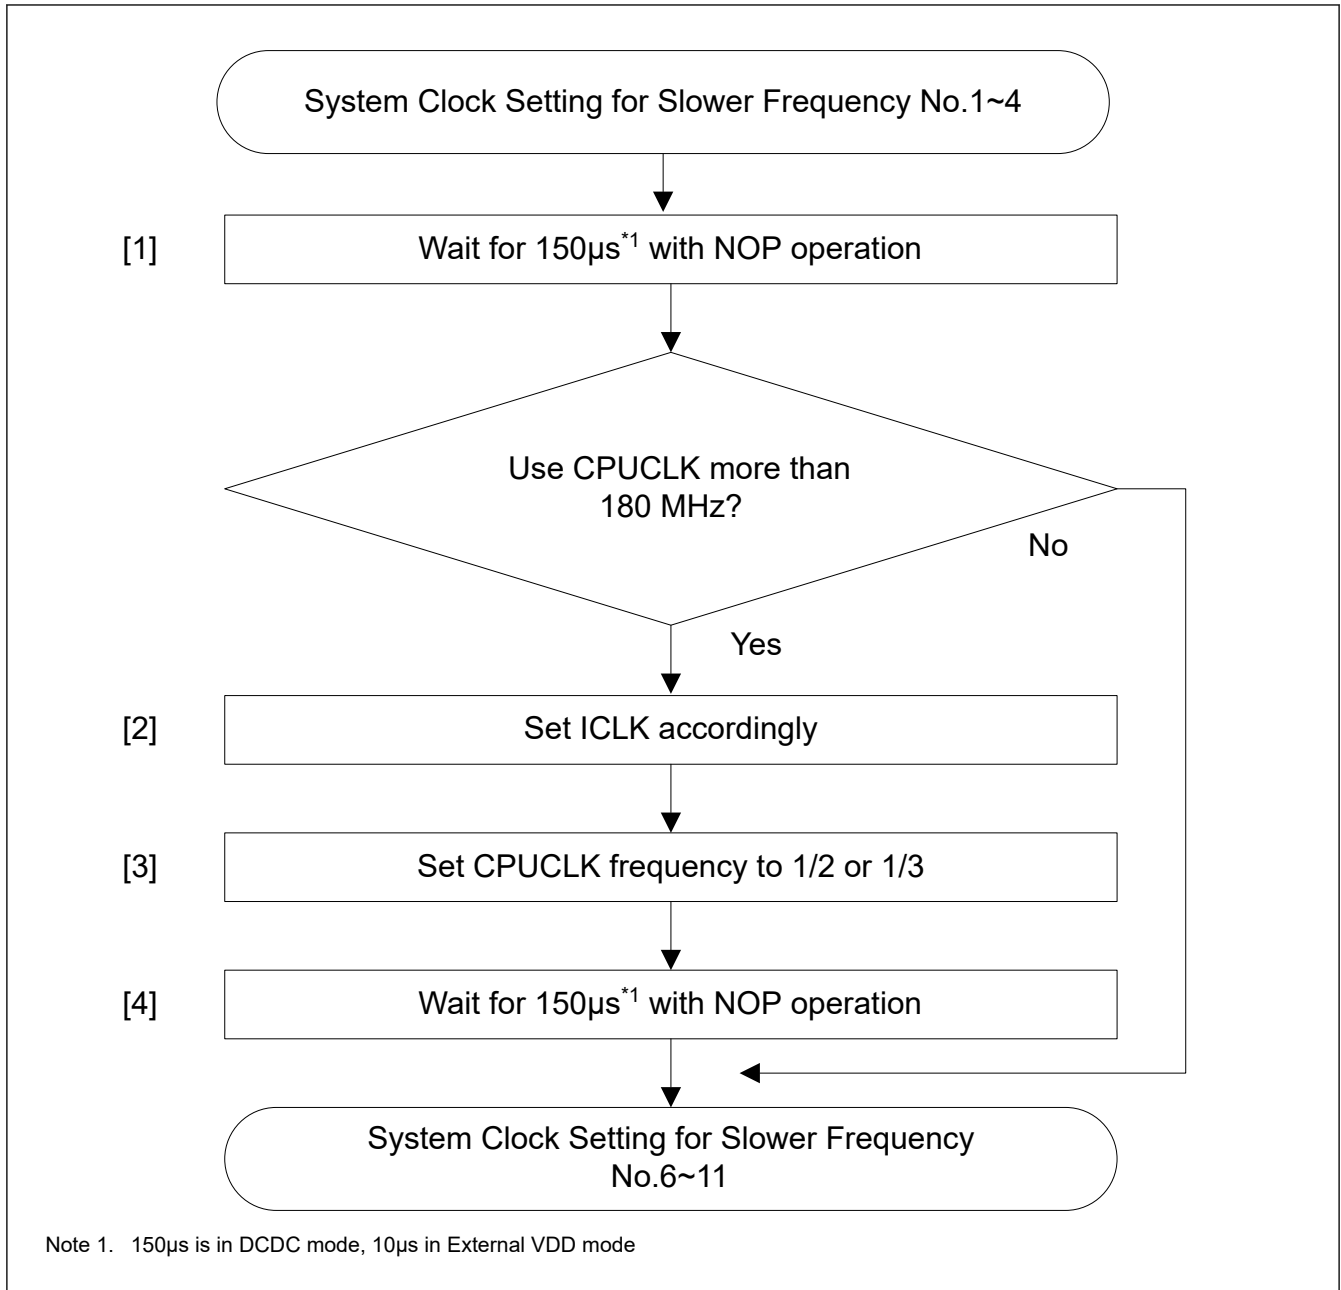 System Clock Setting for Slower Frequency No.1~4
[1]
Wait for 150µs*1 with NOP operation
Use CPUCLK more than
180 MHz?
No
Yes
[2]
Set ICLK accordingly
[3]
Set CPUCLK frequency to 1/2 or 1/3
[4]
Wait for 150µs*1 with NOP operation
System Clock Setting for Slower Frequency
No.6~11
Note 1. 150µs is in DCDC mode, 10µs in External VDD mode